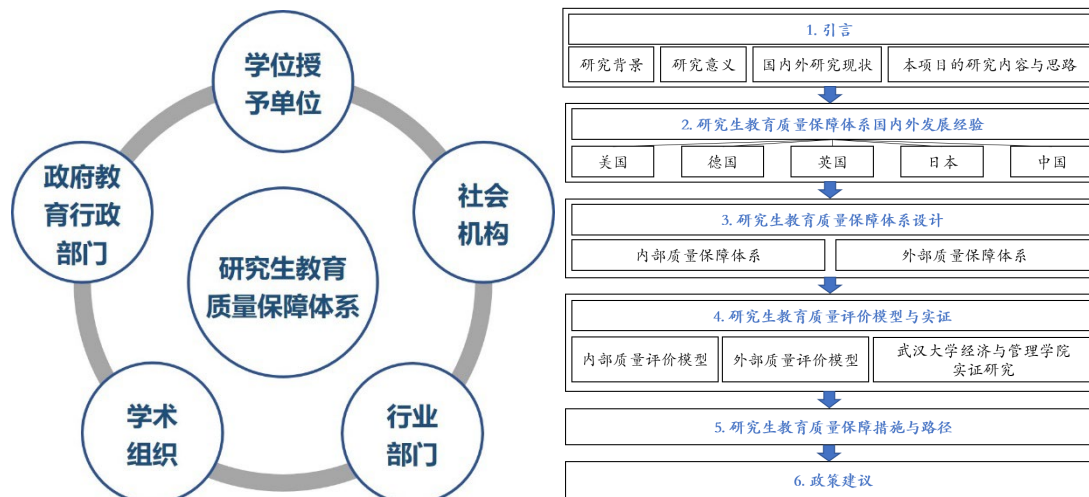 学位授
予单位
政府教
育行政
部门
社会
机构
研究生教育
质量保障体系
学术
组织
行业
部门
1. 引言
研究背景
研究意义
国内外研究现状
本项目的研究内容与思路
2. 研究生教育质量保障体系国内外发展经验
美国
德国
英国
日本
中国
3. 研究生教育质量保障体系设计
内部质量保障体系
外部质量保障体系
4. 研究生教育质量评价模型与实证
内部质量评价模型
外部质量评价模型
武汉大学经济与管理学院
实证研究
5. 研究生教育质量保障措施与路径
6. 政策建议